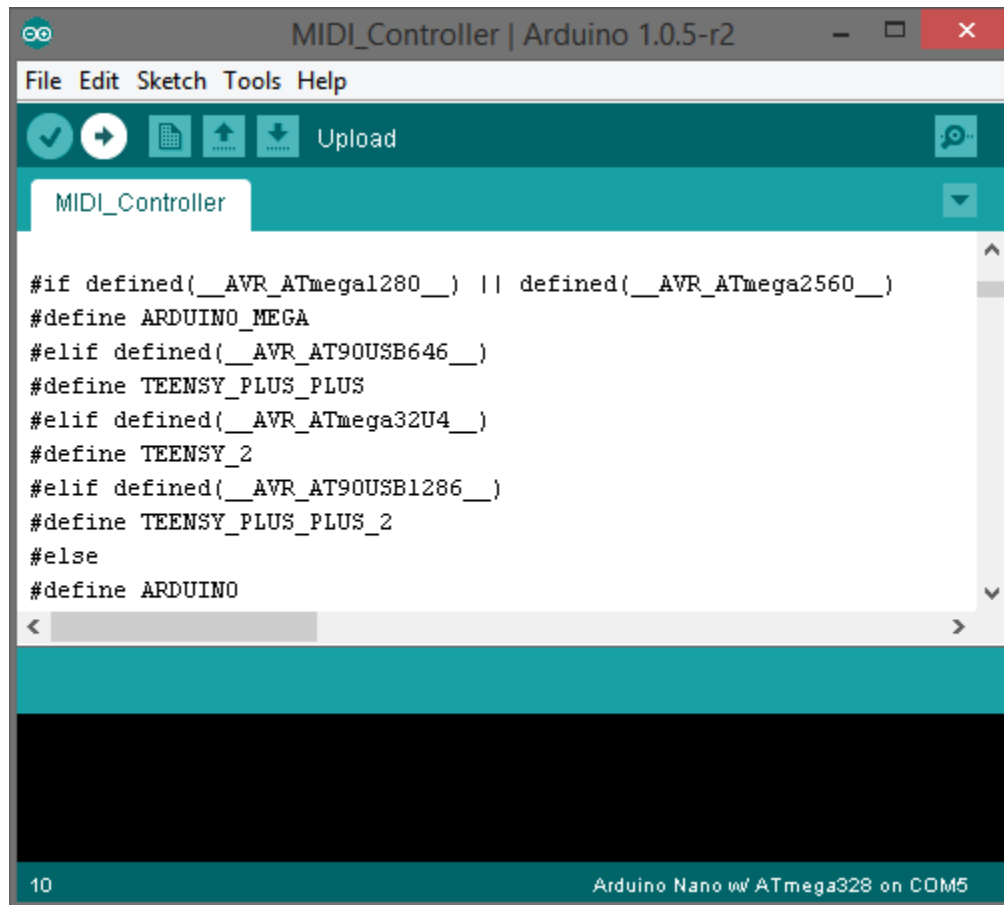 MIDI_Controller | Arduino 1.0.5-r2
File Edit Sketch Tools Help
Upload
MIDI_Controller
#if defined(__AVR_ATmega1280__) || defined(__AVR_ATmega2560__)
#define ARDUINO_MEGA
#elif defined(__AVR_AT90USB646__)
#define TEENSY_PLUS_PLUS
#elif defined(__AVR_ATmega32U4__)
#define TEENSY_2
#elif defined(__AVR_AT90USB1286__)
#define TEENSY_PLUS_PLUS_2
#else
#define ARDUINO
10 Arduino Nano w/ ATmega328 on COM5